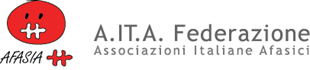 A.IT.A. Federazione
Associazioni Italiane Afasici
AFASIA